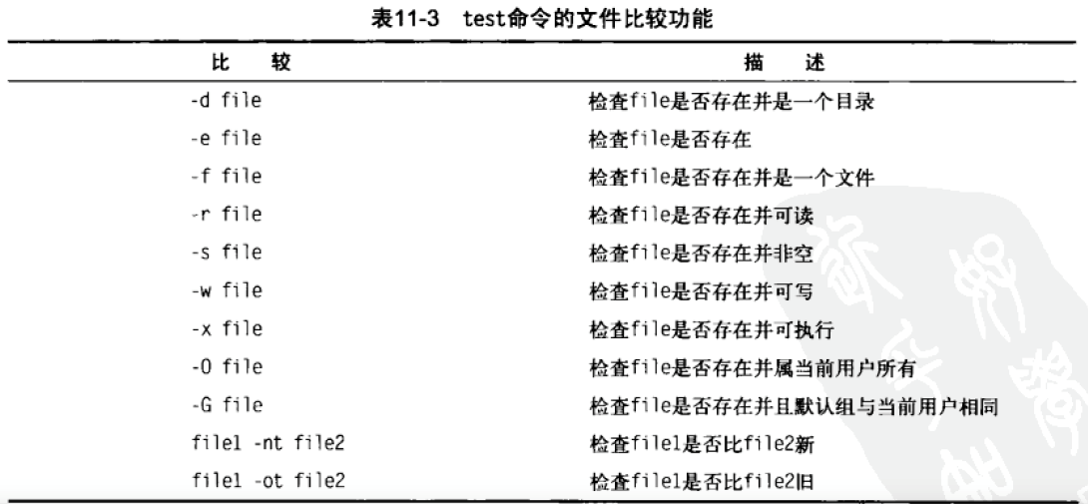 表11-3 test命令的文件比较功能
比 较 描 述
-d file 检查file是否存在并是一个目录
-e file 检查file是否存在
-f file 检查file是否存在并是一个文件
-r file 检查file是否存在并可读
-s file 检查file是否存在并非空
-w file 检查file是否存在并可写
-x file 检查file是否存在并可执行
-O file 检查file是否存在并属当前用户所有
-G file 检查file是否存在并且默认组与当前用户相同
file1 -nt file2 检查file1是否比file2新
file1 -ot file2 检查file1是否比file2旧